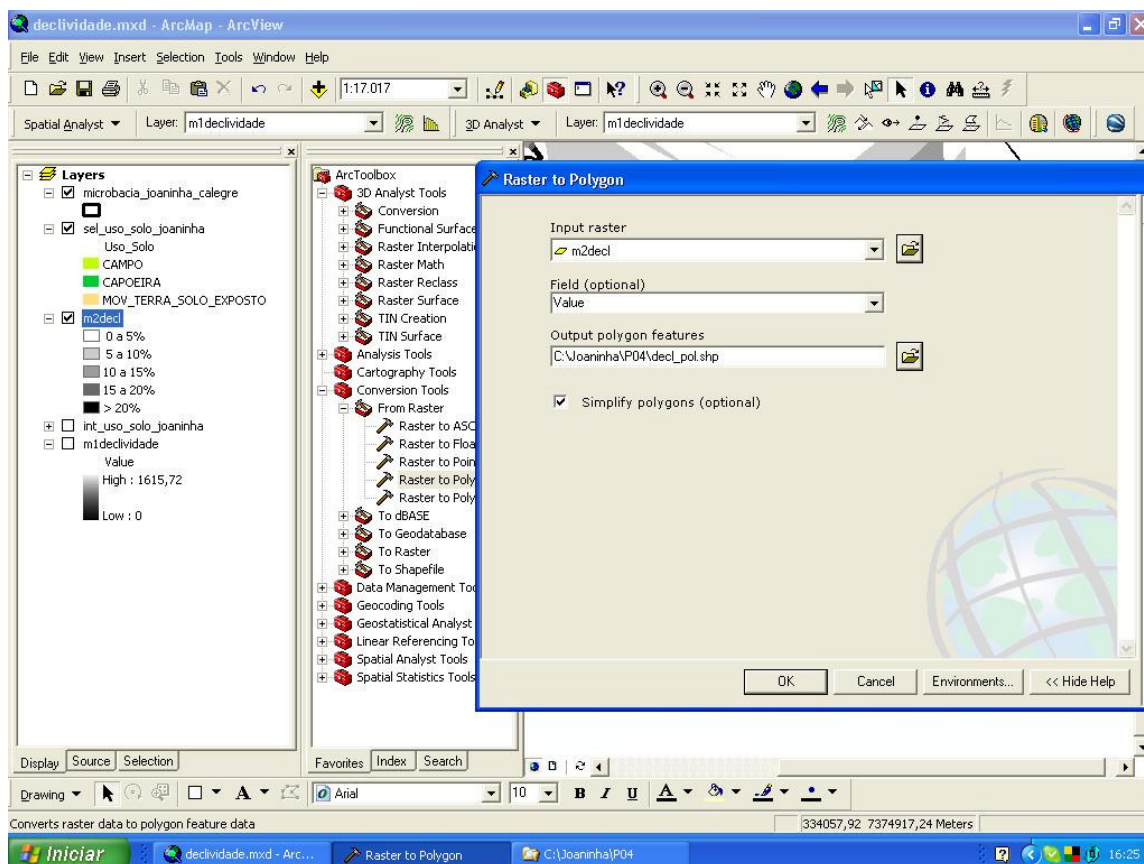 declividade.mxd - ArcMap - ArcView
File Edit View Insert Selection Tools Window Help
1:17.017
Spatial Analyst Layer: m1declividade 3D Analyst Layer: m1declividade
Layers
microbacia_joaninha_calegre
sel_uso_solo_joaninha
Uso_Solo
CAMPO
CAPOEIRA
MOV_TERRA_SOLO_EXPOSTO
m2decl
0 a 5%
5 a 10%
10 a 15%
15 a 20%
> 20%
int_uso_solo_joaninha
m1declividade
Value
High : 1615,72
Low : 0
Display Source Selection
ArcToolbox
3D Analyst Tools
Conversion
Functional Surface
Raster Interpolati
Raster Math
Raster Reclass
Raster Surface
TIN Creation
TIN Surface
Analysis Tools
Cartography Tools
Conversion Tools
From Raster
Raster to ASC
Raster to Floa
Raster to Poin
Raster to Poly
Raster to Poly
To dBASE
To Geodatabase
To Raster
To Shapefile
Data Management Too
Geocoding Tools
Geostatistical Analyst
Linear Referencing To
Spatial Analyst Tools
Spatial Statistics Tools
Favorites Index Search
Raster to Polygon
Input raster
m2decl
Field (optional)
Value
Output polygon features
C:\Joaninha\P04\decl_pol.shp
Simplify polygons (optional)
OK Cancel Environments... << Hide Help
Drawing A Arial 10 B I U A
Converts raster data to polygon feature data 334057,92 7374917,24 Meters
Iniciar declividade.mxd - Arc... Raster to Polygon C:\Joaninha\P04 16:25